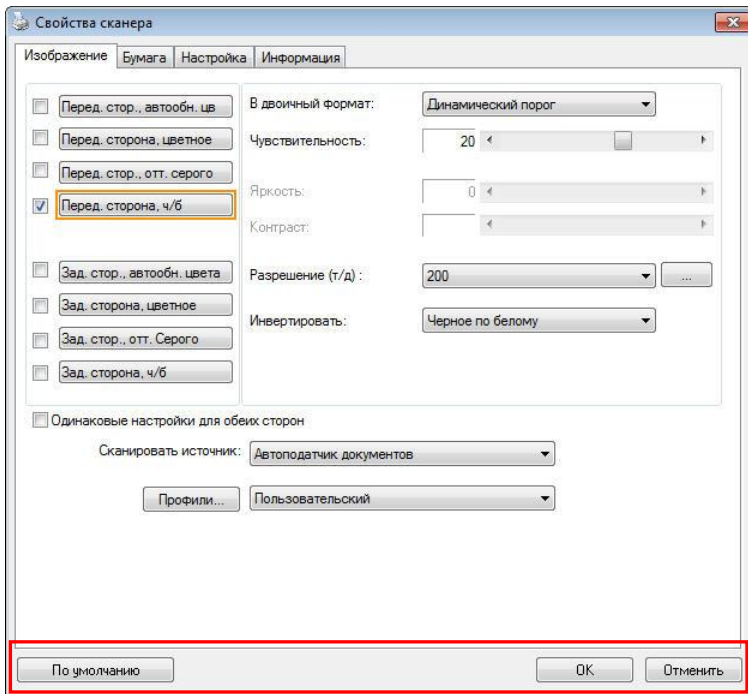 Свойства сканера
Изображение Бумага Настройка Информация
Перед. стор., автообн. цв
Перед. сторона, цветное
Перед. стор., отт. серого
Перед. сторона, ч/б
Зад. стор., автообн. цвета
Зад. сторона, цветное
Зад. стор., отт. Серого
Зад. сторона, ч/б
В двоичный формат: Динамический порог
Чувствительность: 20
Яркость: 0
Контраст:
Разрешение (т/д) : 200 ...
Инвертировать: Черное по белому
Одинаковые настройки для обеих сторон
Сканировать источник: Автоподатчик документов
Профили... Пользовательский
По умолчанию OK Отменить